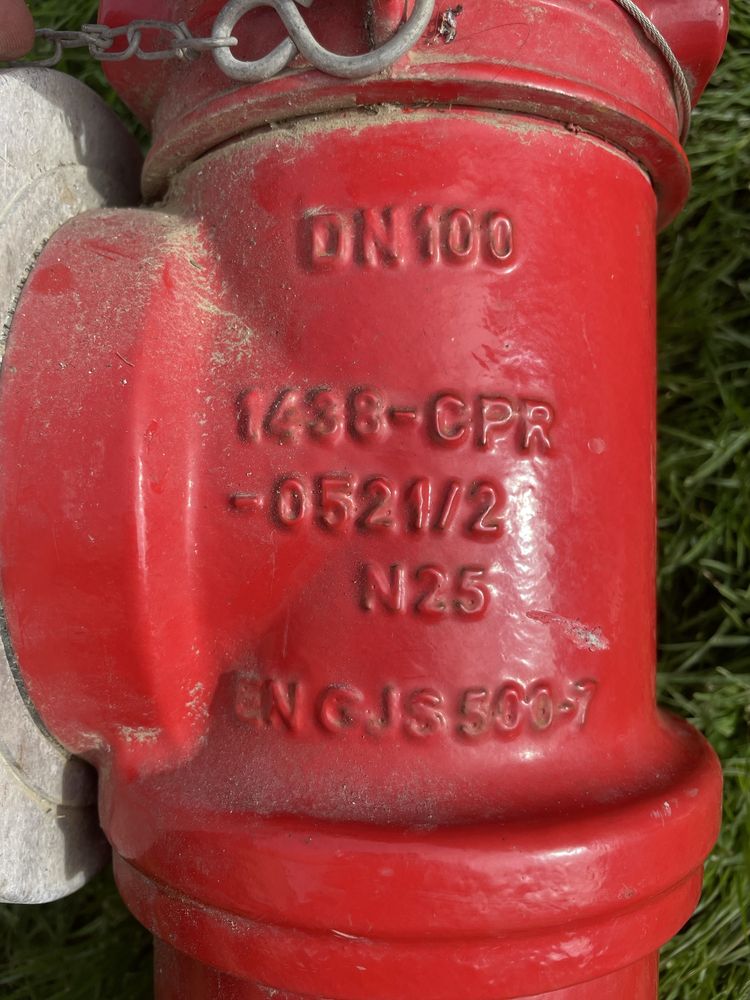 DN 100
1438-CPR
-0521/2
N25
EN GJS 500-7